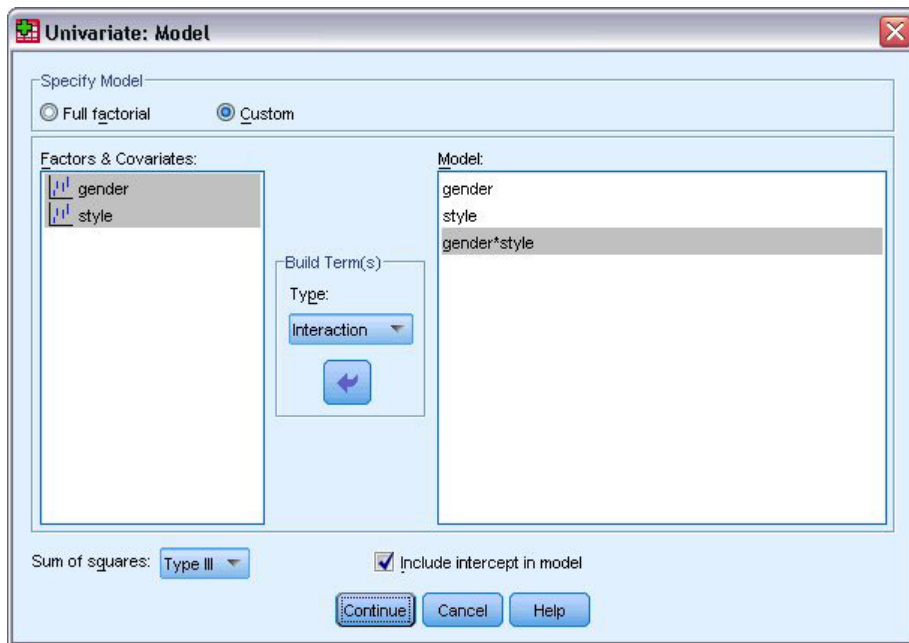 Univariate: Model
Specify Model
Full factorial
Custom
Factors & Covariates:
gender
style
Build Term(s)
Type:
Interaction
Model:
gender
style
gender*style
Sum of squares: Type III
Include intercept in model
Continue Cancel Help